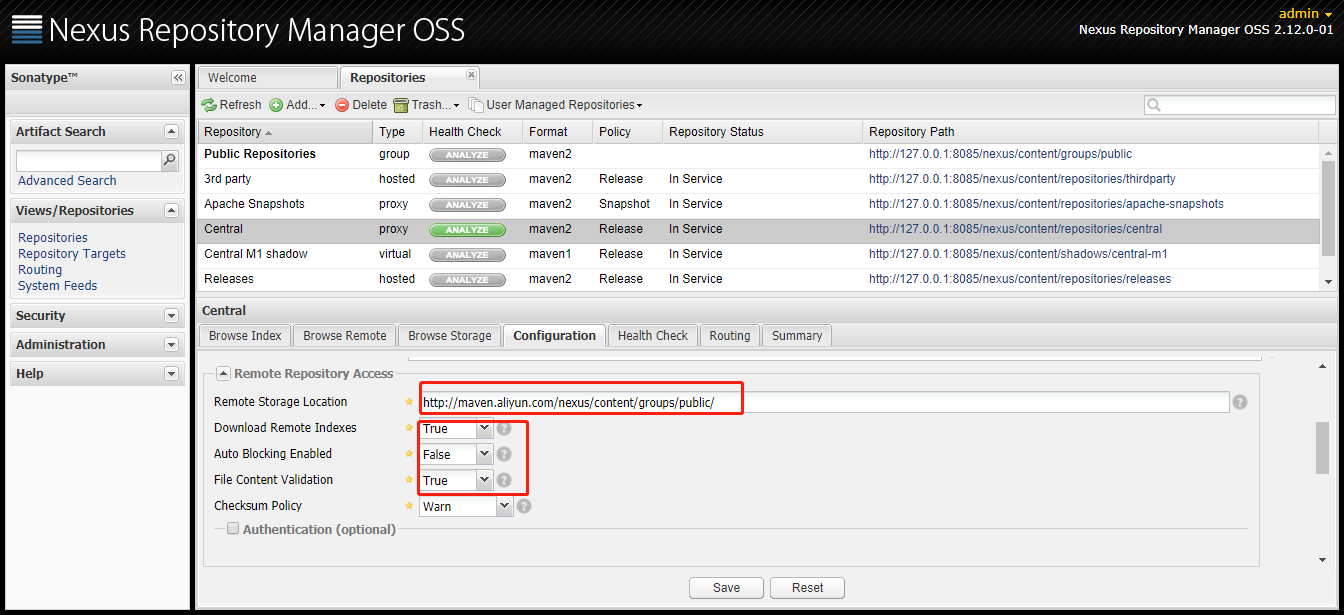 Nexus Repository Manager OSS
admin
Nexus Repository Manager OSS 2.12.0-01
Sonatype™
Artifact Search
Advanced Search
Views/Repositories
Repositories
Repository Targets
Routing
System Feeds
Security
Administration
Help
Welcome Repositories
Refresh Add... Delete Trash... User Managed Repositories
Repository Type Health Check Format Policy Repository Status Repository Path
Public Repositories group ANALYZE maven2 http://127.0.0.1:8085/nexus/content/groups/public
3rd party hosted ANALYZE maven2 Release In Service http://127.0.0.1:8085/nexus/content/repositories/thirdparty
Apache Snapshots proxy ANALYZE maven2 Snapshot In Service http://127.0.0.1:8085/nexus/content/repositories/apache-snapshots
Central proxy ANALYZE maven2 Release In Service http://127.0.0.1:8085/nexus/content/repositories/central
Central M1 shadow virtual ANALYZE maven1 Release In Service http://127.0.0.1:8085/nexus/content/shadows/central-m1
Releases hosted ANALYZE maven2 Release In Service http://127.0.0.1:8085/nexus/content/repositories/releases
Central
Browse Index Browse Remote Browse Storage Configuration Health Check Routing Summary
Remote Repository Access
Remote Storage Location http://maven.aliyun.com/nexus/content/groups/public/
Download Remote Indexes True
Auto Blocking Enabled False
File Content Validation True
Checksum Policy Warn
Authentication (optional)
Save Reset